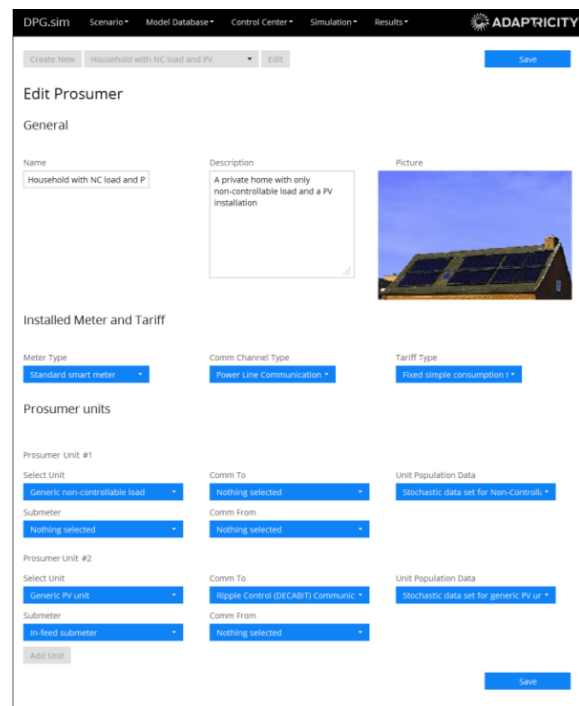 DPG.sim Scenario Model Database Control Center Simulation Results ADAPTRICITY
Create New Household with NC load and PV Edit Save
Edit Prosumer
General
Name Description Picture
Household with NC load and P
A private home with only
non-controllable load and a PV
installation
Installed Meter and Tariff
Meter Type Comm Channel Type Tariff Type
Standard smart meter Power Line Communication Fixed simple consumption t
Prosumer units
Prosumer Unit #1
Select Unit Comm To Unit Population Data
Generic non-controllable load Nothing selected Stochastic data set for Non-Controll
Submeter Comm From
Nothing selected Nothing selected
Prosumer Unit #2
Select Unit Comm To Unit Population Data
Generic PV unit Ripple Control (DECABIT) Communic Stochastic data set for generic PV ur
Submeter Comm From
In-feed submeter Nothing selected
Add Unit
Save